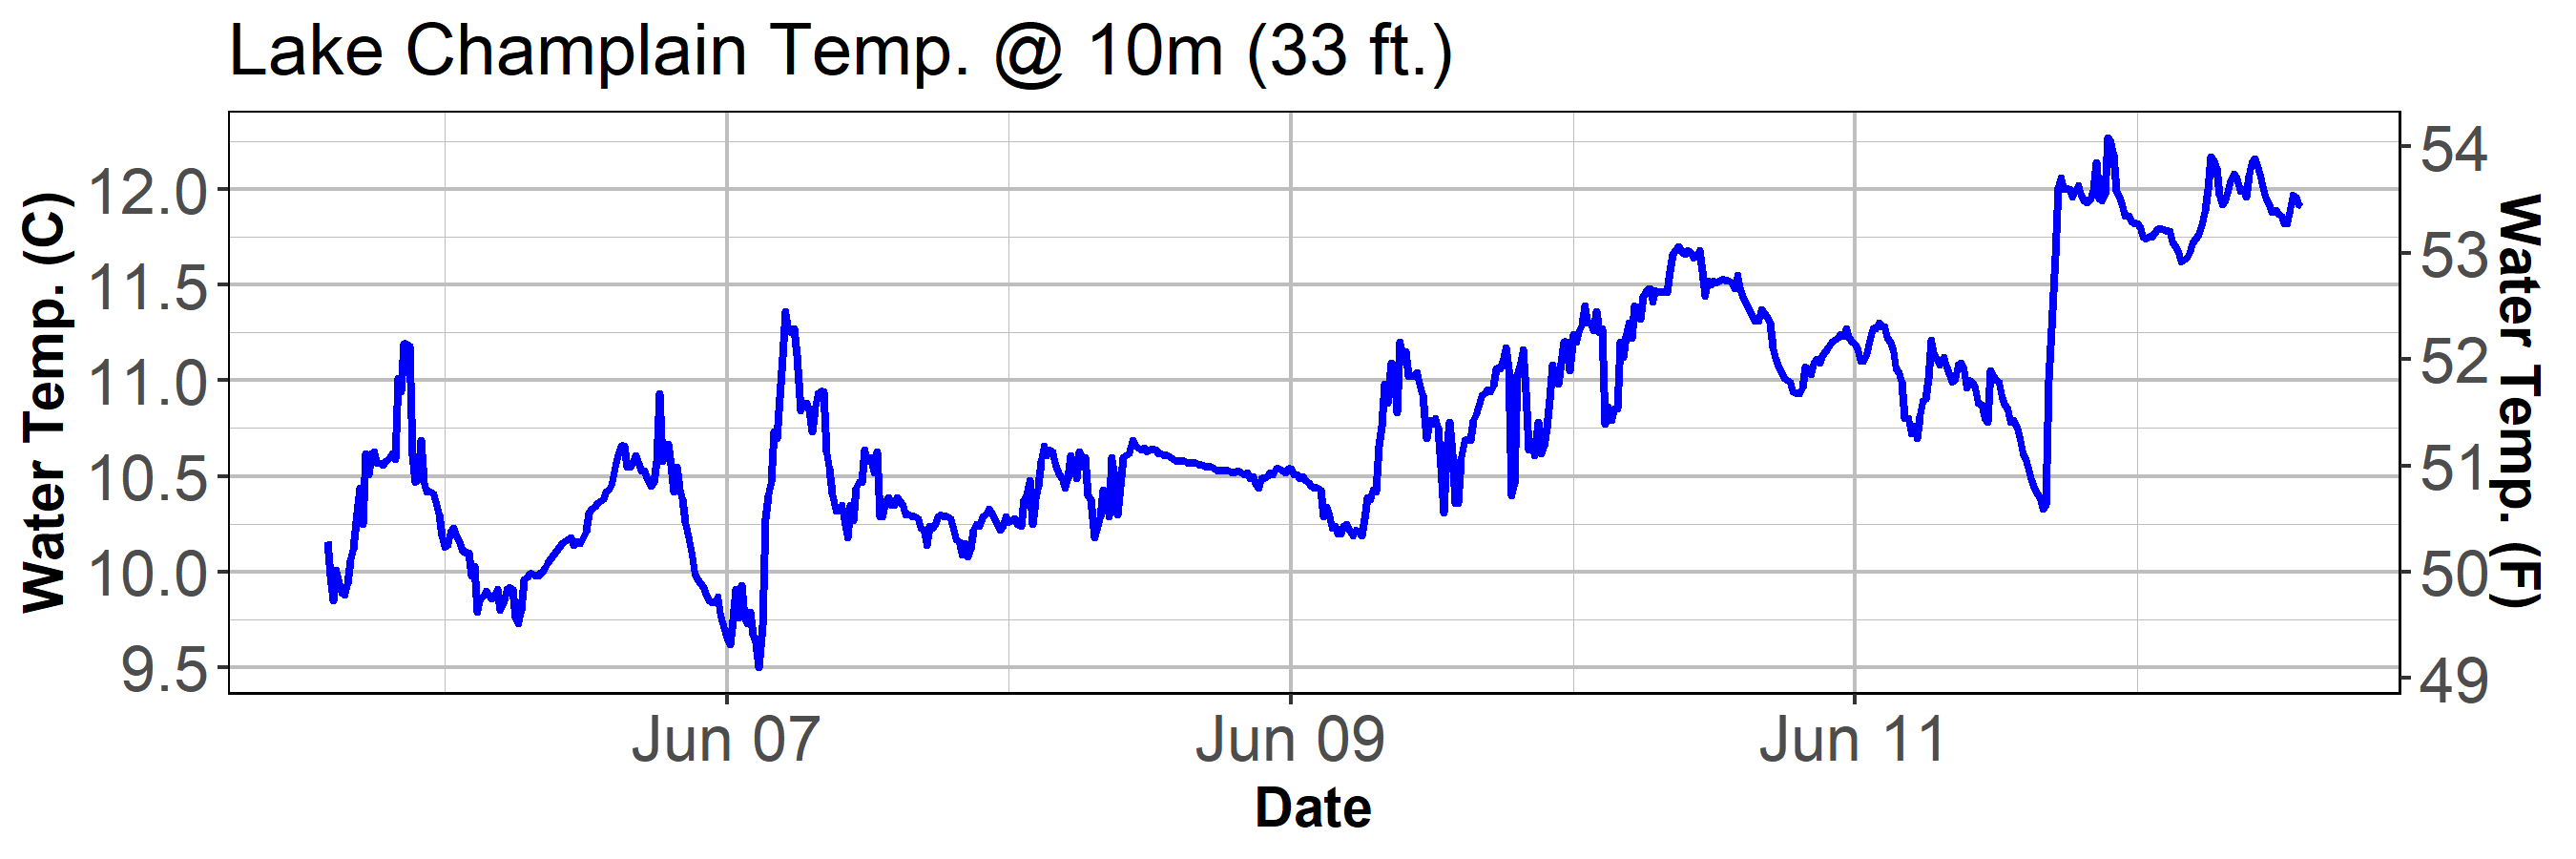 Lake Champlain Temp. @ 10m (33 ft.)
Water Temp. (C)
12.0
11.5
11.0
10.5
10.0
9.5
54
53
52
51
50
49
Water Temp. (F)
Jun 07 Jun 09 Jun 11
Date